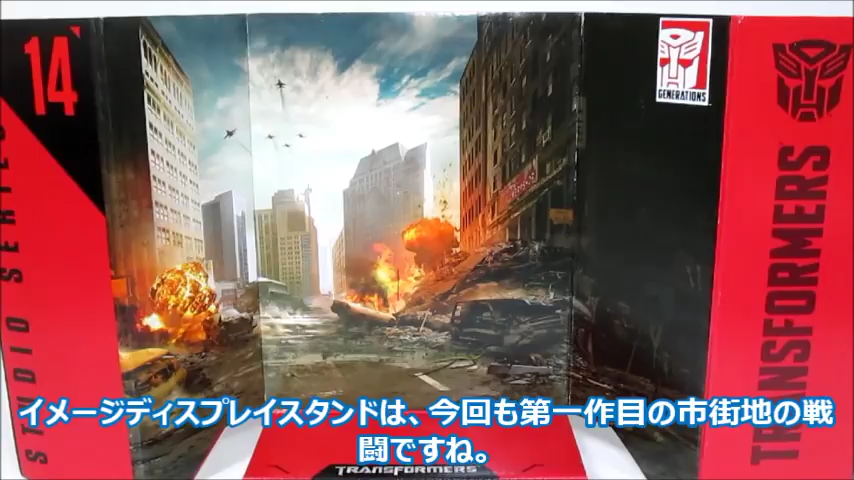 14
STUDIO SERIES
GENERATIONS
TRANSFORMERS
イメージディスプレイスタンドは、今回も第一作目の市街地の戦
闘ですね。
TRANSFORMERS